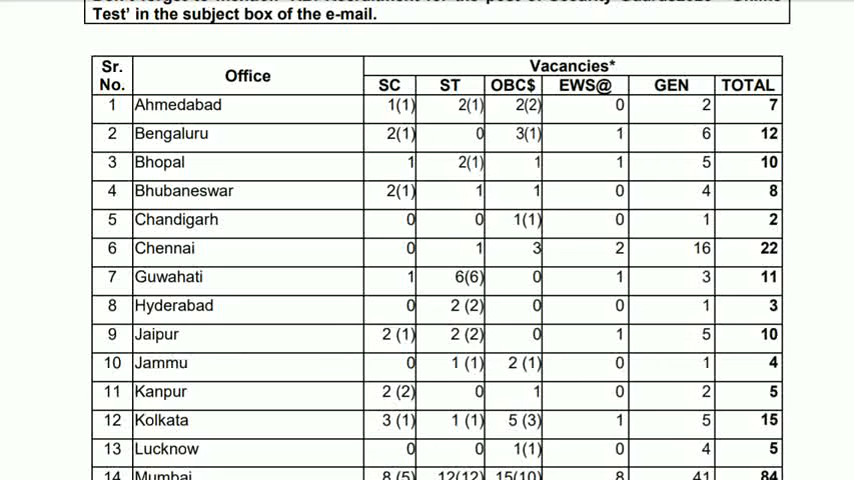 Test' in the subject box of the e-mail.
Sr. No. Office Vacancies*
SC ST OBC$ EWS@ GEN TOTAL
1 Ahmedabad 1(1) 2(1) 2(2) 0 2 7
2 Bengaluru 2(1) 0 3(1) 1 6 12
3 Bhopal 1 2(1) 1 1 5 10
4 Bhubaneswar 2(1) 1 1 0 4 8
5 Chandigarh 0 0 1(1) 0 1 2
6 Chennai 0 1 3 2 16 22
7 Guwahati 1 6(6) 0 1 3 11
8 Hyderabad 0 2 (2) 0 0 1 3
9 Jaipur 2 (1) 2 (2) 0 1 5 10
10 Jammu 0 1 (1) 2 (1) 0 1 4
11 Kanpur 2 (2) 0 1 0 2 5
12 Kolkata 3 (1) 1 (1) 5 (3) 1 5 15
13 Lucknow 0 0 1(1) 0 4 5
14 Mumbai 8 (5) 12(12) 15(10) 8 41 84